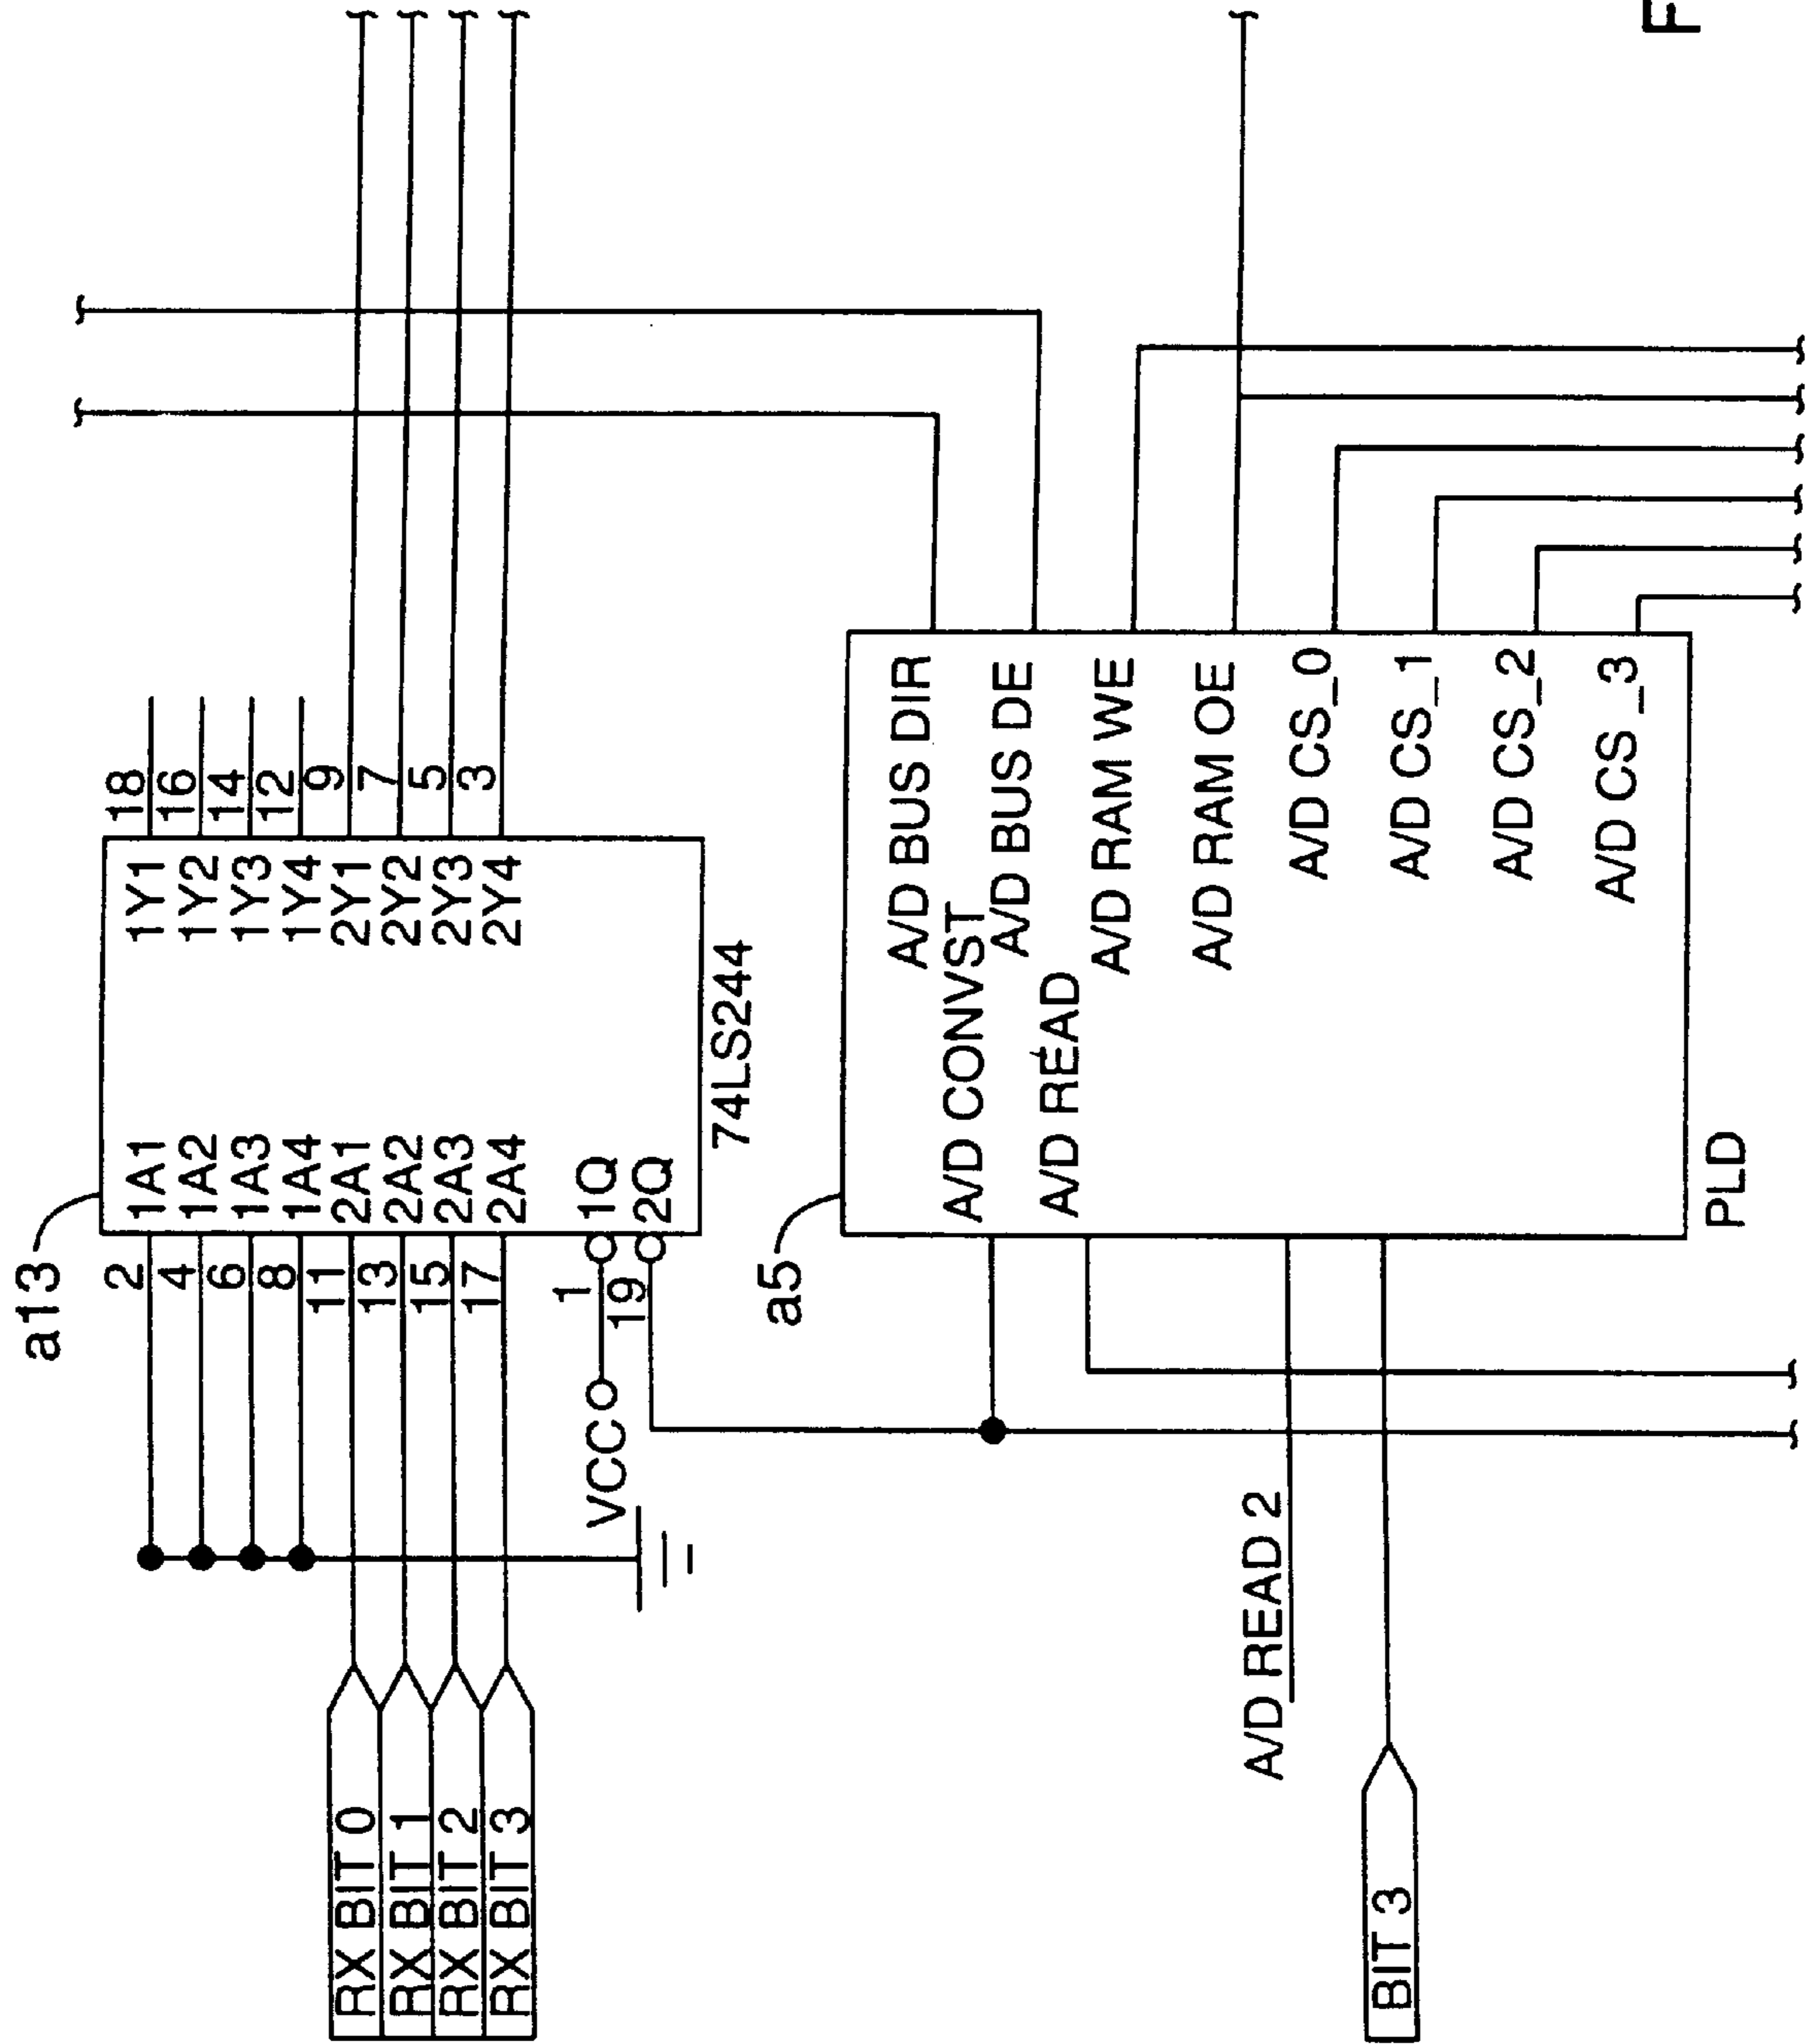 a13
2
4
6
8
11
13
15
17
1
19
1A1
1A2
1A3
1A4
2A1
2A2
2A3
2A4
1Q
2Q
1Y1
1Y2
1Y3
1Y4
2Y1
2Y2
2Y3
2Y4
18
16
14
12
9
7
5
3
74LS244
RX BIT 0
RX BIT 1
RX BIT 2
RX BIT 3
VCC
a5
A/D CONVST
A/D READ
A/D BUS DIR
A/D BUS DE
A/D RAM WE
A/D RAM OE
A/D CS_0
A/D CS_1
A/D CS_2
A/D CS_3
PLD
A/D READ 2
BIT 3
F